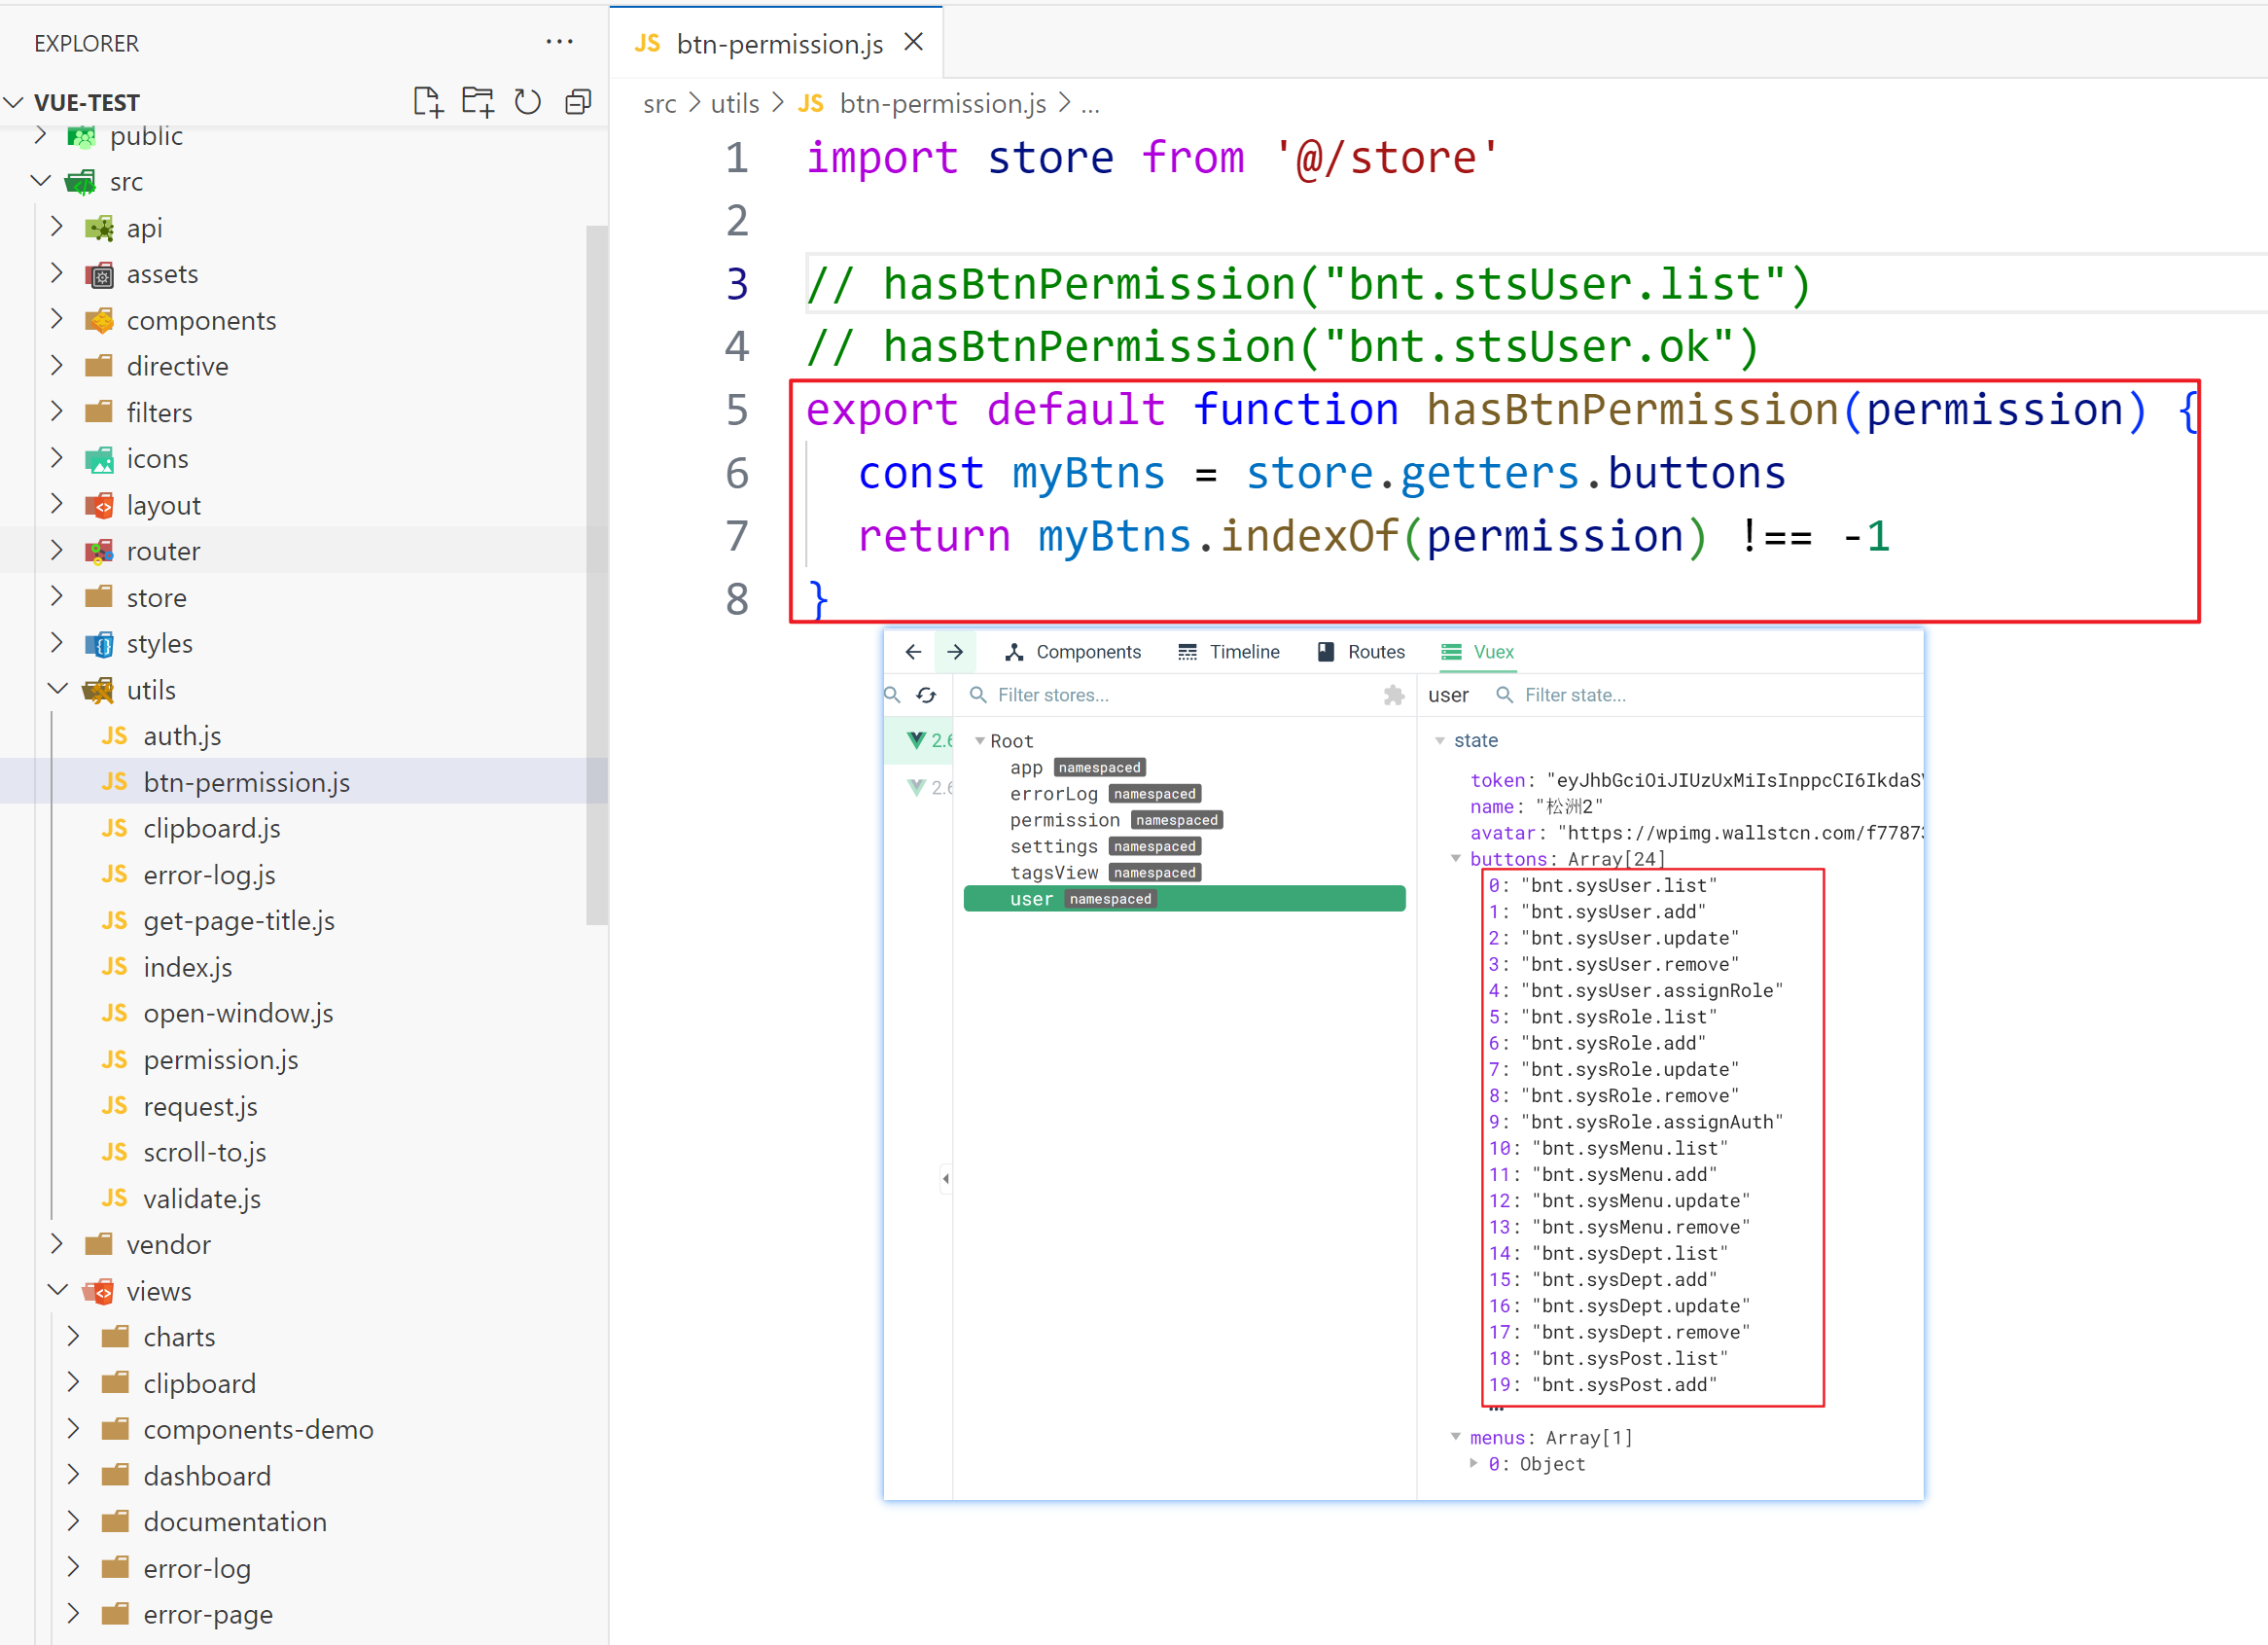 EXPLORER
VUE-TEST
public
src
api
assets
components
directive
filters
icons
layout
router
store
styles
utils
JS auth.js
JS btn-permission.js
JS clipboard.js
JS error-log.js
JS get-page-title.js
JS index.js
JS open-window.js
JS permission.js
JS request.js
JS scroll-to.js
JS validate.js
vendor
views
charts
clipboard
components-demo
dashboard
documentation
error-log
error-page
JS btn-permission.js
src > utils > JS btn-permission.js > ...
1 import store from '@/store'
2
3 // hasBtnPermission("bnt.stsUser.list")
4 // hasBtnPermission("bnt.stsUser.ok")
5 export default function hasBtnPermission(permission) {
6 const myBtns = store.getters.buttons
7 return myBtns.indexOf(permission) !== -1
8 }
Components Timeline Routes Vuex
Filter stores... user Filter state...
2.6
2.6
Root
app namespaced
errorLog namespaced
permission namespaced
settings namespaced
tagsView namespaced
user namespaced
state
token: "eyJhbGciOiJIUzUxMiIsInppcCI6IkdaSV
name: "松洲2"
avatar: "https://wpimg.wallstcn.com/f77873
buttons: Array[24]
0: "bnt.sysUser.list"
1: "bnt.sysUser.add"
2: "bnt.sysUser.update"
3: "bnt.sysUser.remove"
4: "bnt.sysUser.assignRole"
5: "bnt.sysRole.list"
6: "bnt.sysRole.add"
7: "bnt.sysRole.update"
8: "bnt.sysRole.remove"
9: "bnt.sysRole.assignAuth"
10: "bnt.sysMenu.list"
11: "bnt.sysMenu.add"
12: "bnt.sysMenu.update"
13: "bnt.sysMenu.remove"
14: "bnt.sysDept.list"
15: "bnt.sysDept.add"
16: "bnt.sysDept.update"
17: "bnt.sysDept.remove"
18: "bnt.sysPost.list"
19: "bnt.sysPost.add"
...
menus: Array[1]
0: Object